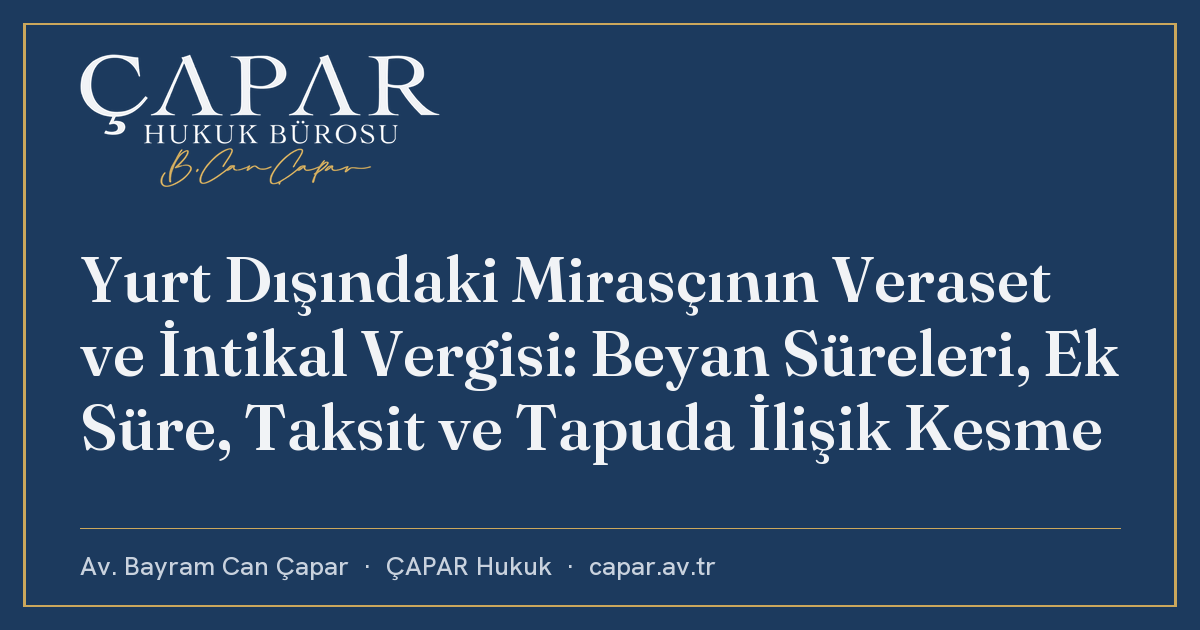 ÇAPAR
HUKUK BÜROSU
B.Can Çapar
Yurt Dışındaki Mirasçının Veraset
ve İntikal Vergisi: Beyan Süreleri, Ek
Süre, Taksit ve Tapuda İlişik Kesme
Av. Bayram Can Çapar · ÇAPAR Hukuk · capar.av.tr